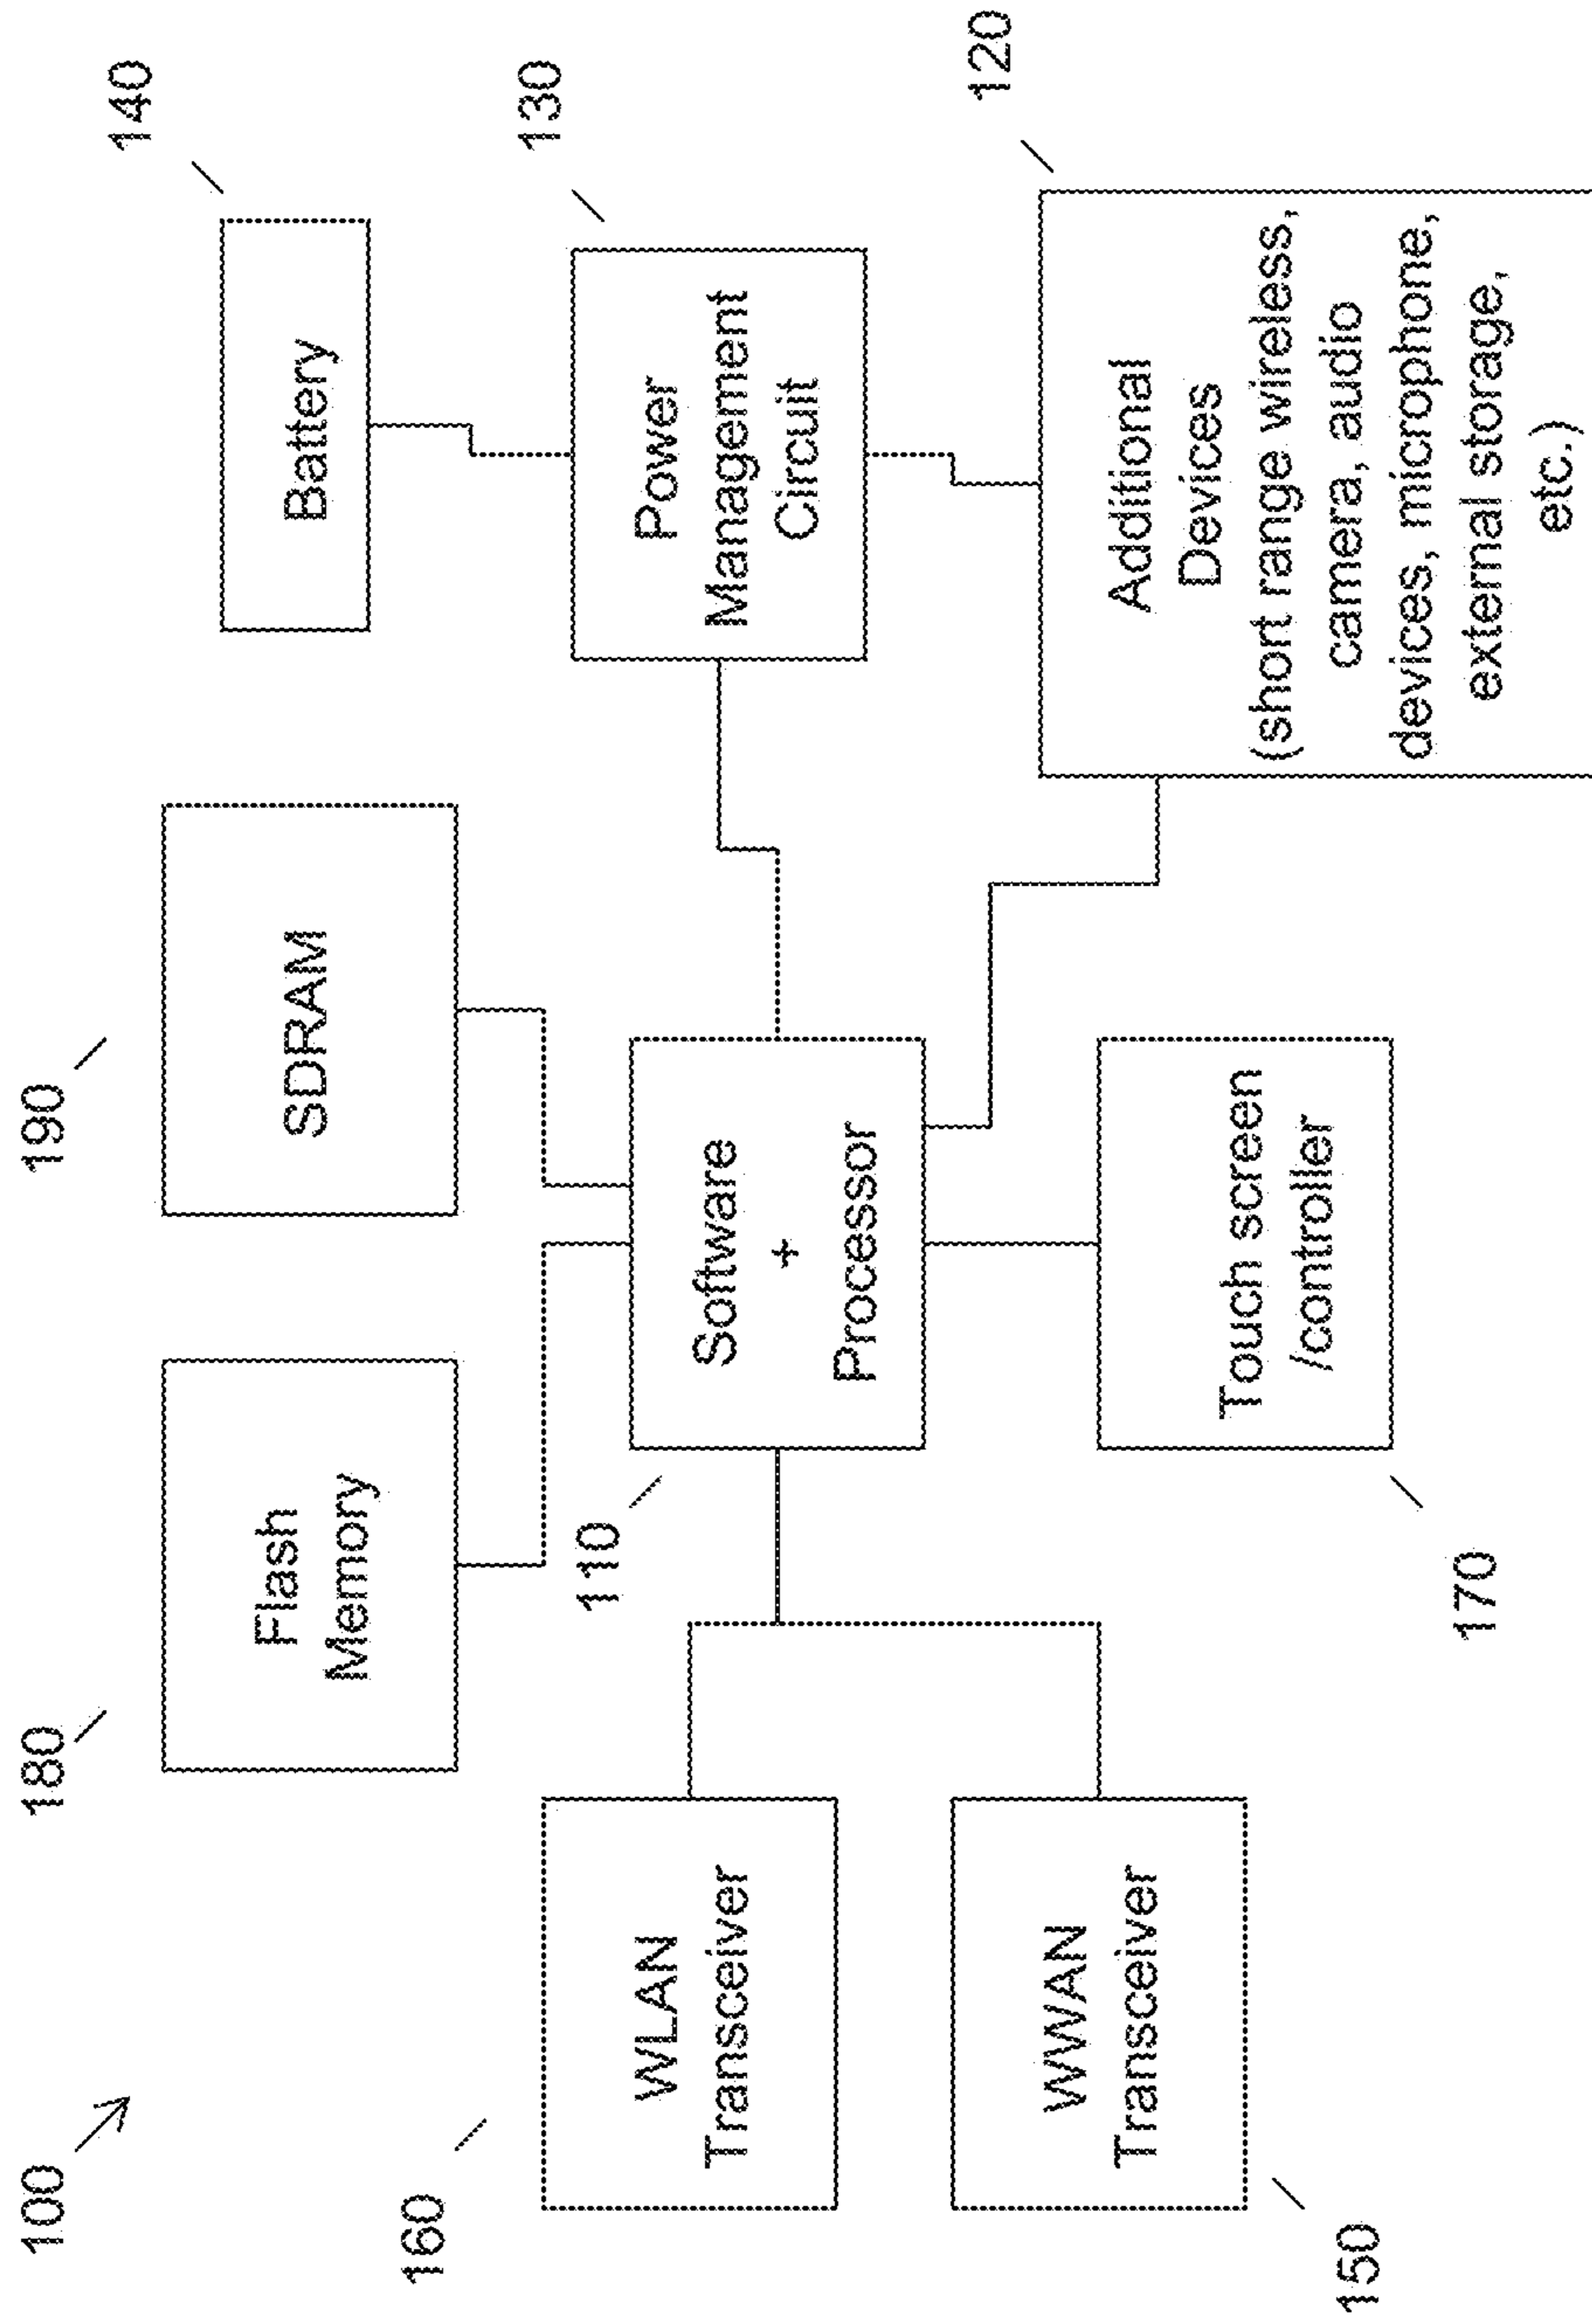 100
180
Flash
Memory
190
SDRAM
140
Battery
160
WLAN
Transceiver
110
Software
+
Processor
130
Power
Management
Circuit
WWAN
Transceiver
150
Touch screen
/controller
170
120
Additional
Devices
(short range wireless,
camera, audio
devices, microphone,
external storage,
etc.)